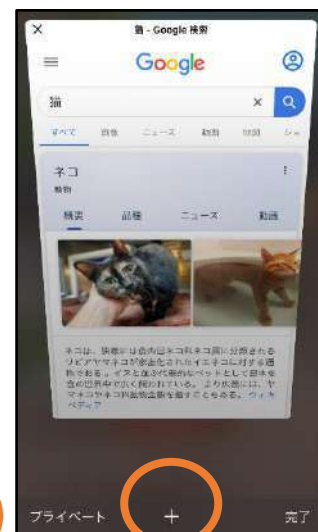 猫 - Google 検索
Google
猫
すべて 画像 ニュース 動画 地図 ショ
ネコ
動物
概要 品種 ニュース 動画
ネコは、狭義には食肉目ネコ科ネコ属に分類される
リビアヤマネコが家畜化されたイエネコに対する通
称である。イヌと並ぶ代表的なペットとして日本を
含め世界中で広く飼われている。より広義には、ヤ
マネコやネコ科動物全般を指すこともある。ウィキ
ペディア
プライベート
完了